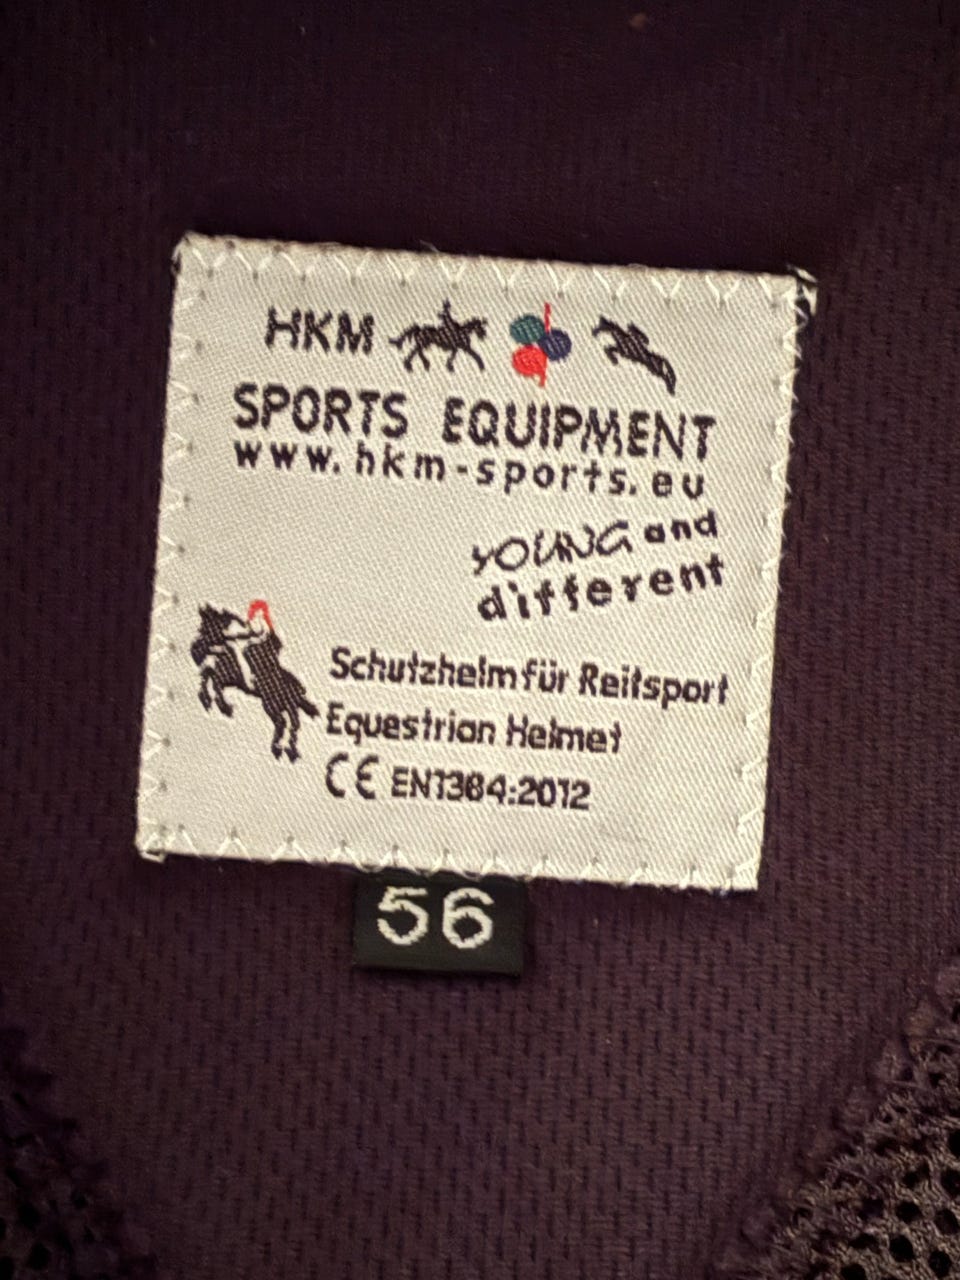 HKM
SPORTS EQUIPMENT
www.hkm-sports.eu
YOUNG and
different
Schutzhelm für Reitsport
Equestrian Helmet
CE EN1384:2012
56